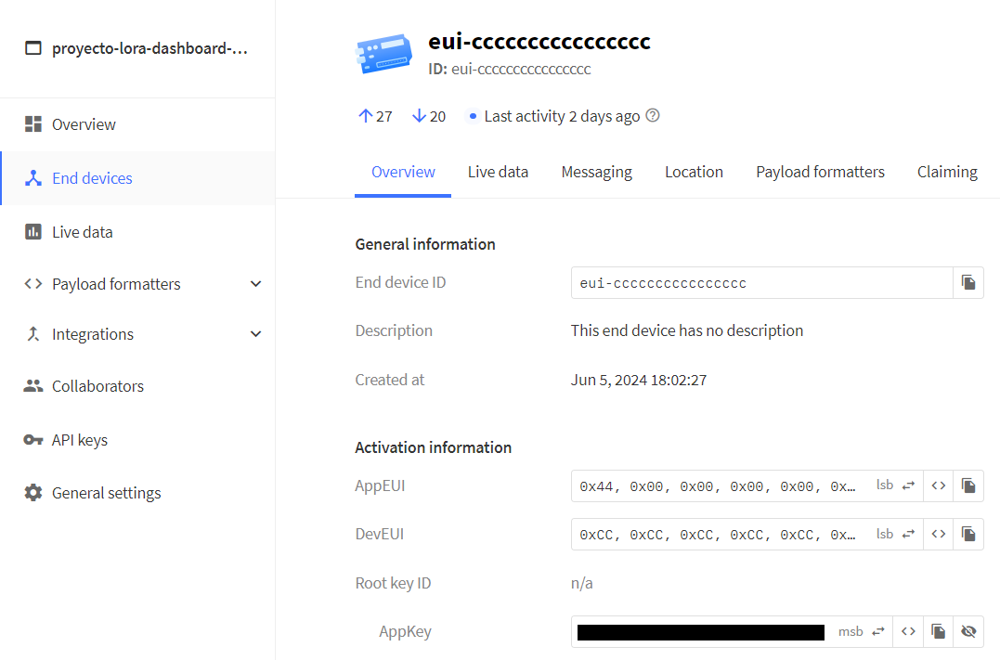 proyecto-lora-dashboard-...
Overview
End devices
Live data
Payload formatters
Integrations
Collaborators
API keys
General settings
eui-cccccccccccccccc
ID: eui-cccccccccccccccc
27 20 Last activity 2 days ago
Overview Live data Messaging Location Payload formatters Claiming
General information
End device ID eui-cccccccccccccccc
Description This end device has no description
Created at Jun 5, 2024 18:02:27
Activation information
AppEUI 0x44, 0x00, 0x00, 0x00, 0x00, 0x... lsb
DevEUI 0xCC, 0xCC, 0xCC, 0xCC, 0xCC, 0x... lsb
Root key ID n/a
AppKey msb